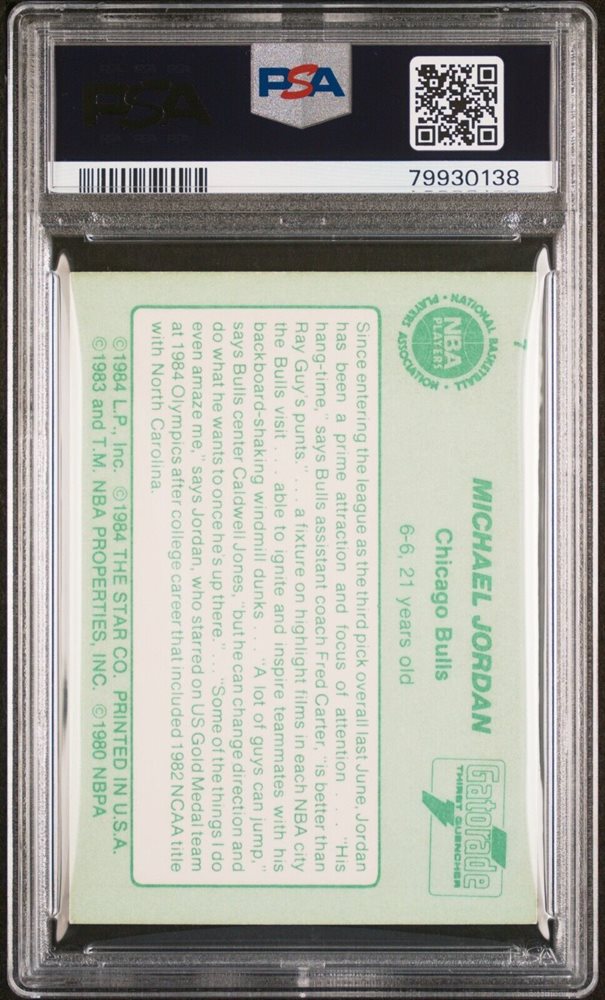 PSA
PSA
79930138
7
NATIONAL BASKETBALL
PLAYERS
ASSOCIATION
NBA
PLAYERS
MICHAEL JORDAN
Chicago Bulls
6-6, 21 years old
Gatorade
THIRST QUENCHER
Since entering the league as the third pick overall last June, Jordan
has been a prime attraction and focus of attention . . . "His
hang-time," says Bulls assistant coach Fred Carter, "is better than
Ray Guy's punts." . . . a fixture on highlight films in each NBA city
the Bulls visit . . . able to ignite and inspire teammates with his
backboard-shaking windmill dunks . . . "A lot of guys can jump,"
says Bulls center Caldwell Jones, "but he can change direction and
do what he wants to once he's up there." . . . "Some of the things I do
even amaze me," says Jordan, who starred on US Gold Medal team
at 1984 Olympics after college career that included 1982 NCAA title
with North Carolina.
©1984 L.P., Inc. ©1984 THE STAR CO. PRINTED IN U.S.A.
©1983 and T.M. NBA PROPERTIES, INC. ©1980 NBPA
PSA